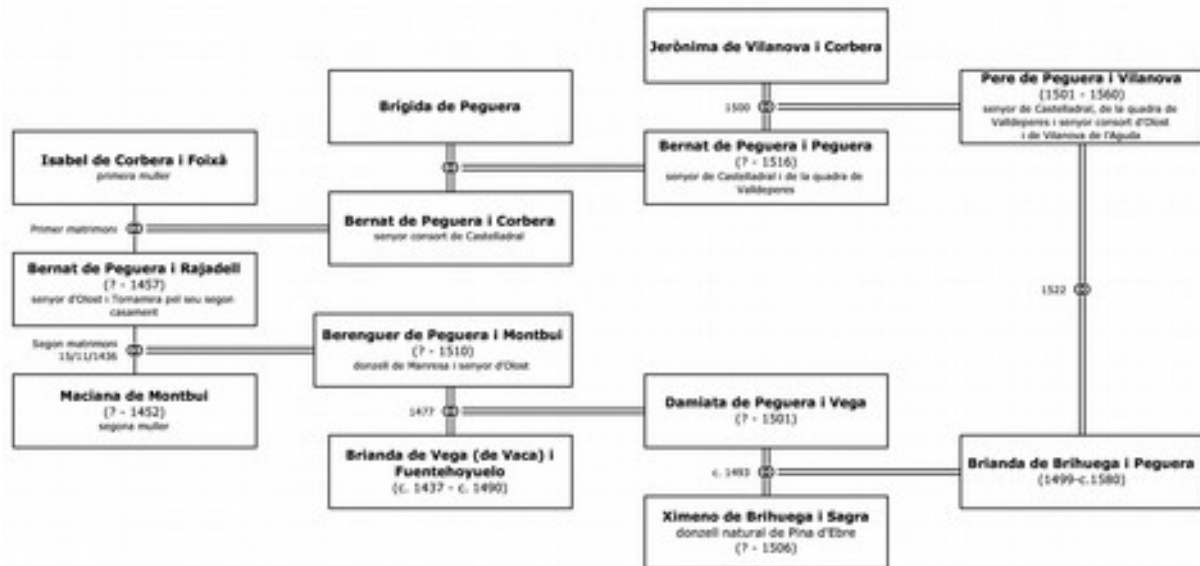 Jerònima de Vilanova i Corbera
Brígida de Peguera
Pere de Peguera i Vilanova
(1501 - 1560)
senyor de Castelladral, de la quadra de
Valldeperes i senyor consort d'Olost
i de Vilanova de l'Aguda
1500
Isabel de Corbera i Foixà
primera muller
Bernat de Peguera i Peguera
(? - 1516)
senyor de Castelladral i de la quadra de
Valldeperes
Primer matrimoni
Bernat de Peguera i Corbera
senyor consort de Castelladral
Bernat de Peguera i Rajadell
(? - 1457)
senyor d'Olost i Tornamira pel seu segon
casament
1522
Segon matrimoni
15/11/1436
Berenguer de Peguera i Montbui
(? - 1510)
donzell de Manresa i senyor d'Olost
Maciana de Montbui
(? - 1452)
segona muller
1477
Damiata de Peguera i Vega
(? - 1501)
Brianda de Vega (de Vaca) i
Fuentehoyuelo
(c. 1437 - c. 1490)
c. 1493
Brianda de Brihuega i Peguera
(1499-c.1580)
Ximeno de Brihuega i Sagra
donzell natural de Pina d'Ebre
(? - 1506)